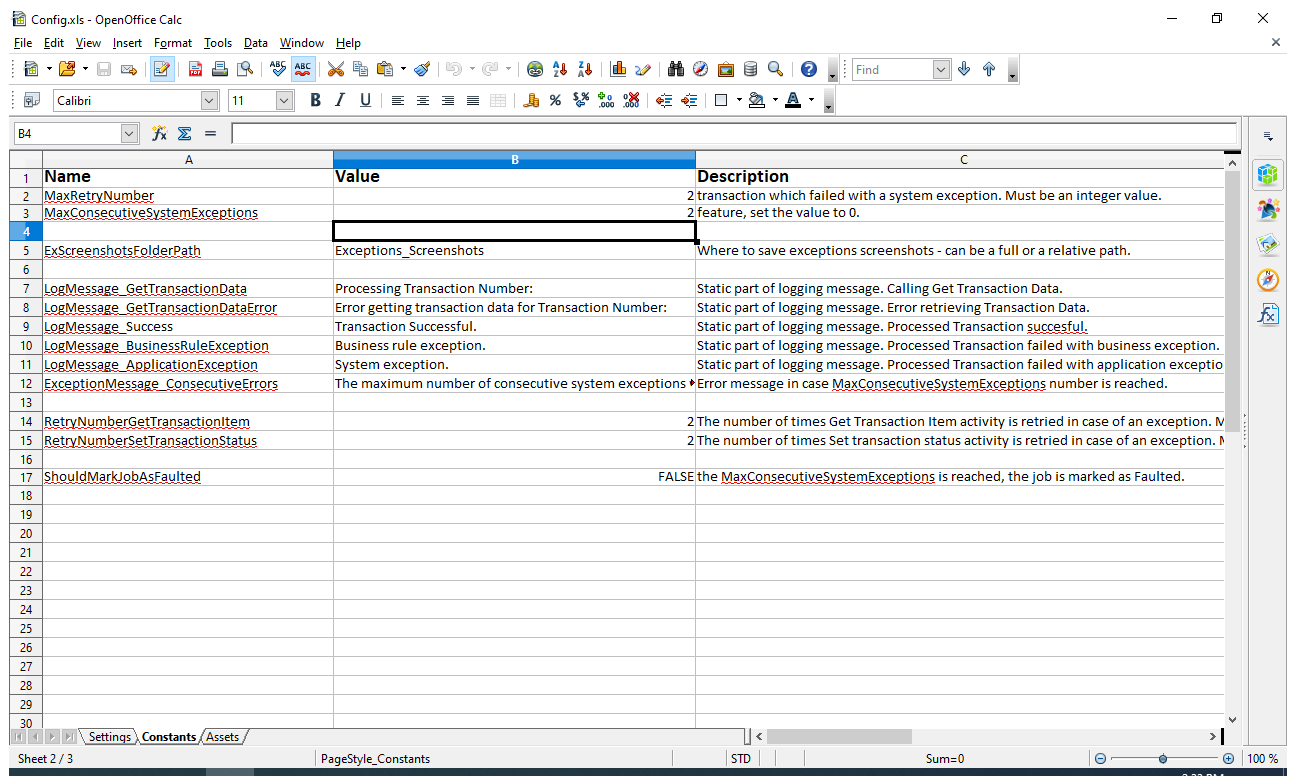 Config.xls - OpenOffice Calc
File Edit View Insert Format Tools Data Window Help
Find
Calibri 11 B I U
B4
A B C
1 Name Value Description
2 MaxRetryNumber 2 transaction which failed with a system exception. Must be an integer value.
3 MaxConsecutiveSystemExceptions 2 feature, set the value to 0.
4
5 ExScreenshotsFolderPath Exceptions_Screenshots Where to save exceptions screenshots - can be a full or a relative path.
6
7 LogMessage_GetTransactionData Processing Transaction Number: Static part of logging message. Calling Get Transaction Data.
8 LogMessage_GetTransactionDataError Error getting transaction data for Transaction Number: Static part of logging message. Error retrieving Transaction Data.
9 LogMessage_Success Transaction Successful. Static part of logging message. Processed Transaction succesful.
10 LogMessage_BusinessRuleException Business rule exception. Static part of logging message. Processed Transaction failed with business exception.
11 LogMessage_ApplicationException System exception. Static part of logging message. Processed Transaction failed with application exceptio
12 ExceptionMessage_ConsecutiveErrors The maximum number of consecutive system exceptions Error message in case MaxConsecutiveSystemExceptions number is reached.
13
14 RetryNumberGetTransactionItem 2 The number of times Get Transaction Item activity is retried in case of an exception. M
15 RetryNumberSetTransactionStatus 2 The number of times Set transaction status activity is retried in case of an exception. M
16
17 ShouldMarkJobAsFaulted FALSE the MaxConsecutiveSystemExceptions is reached, the job is marked as Faulted.
18
19
20
21
22
23
24
25
26
27
28
29
30
Settings Constants Assets
Sheet 2 / 3 PageStyle_Constants STD Sum=0 100 %